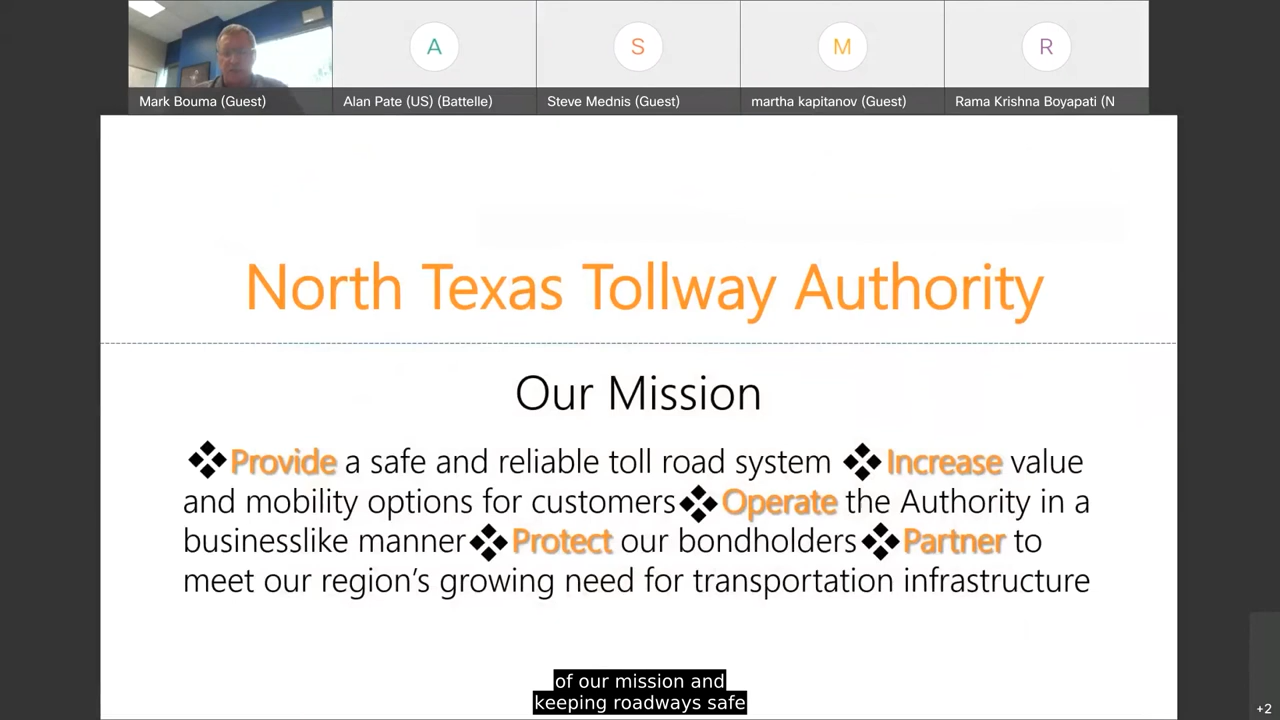 A
S
M
R
Mark Bouma (Guest)
Alan Pate (US) (Battelle)
Steve Mednis (Guest)
martha kapitanov (Guest)
Rama Krishna Boyapati (N
North Texas Tollway Authority
Our Mission
❖Provide a safe and reliable toll road system ❖Increase value
and mobility options for customers❖Operate the Authority in a
businesslike manner❖Protect our bondholders❖Partner to
meet our region's growing need for transportation infrastructure
of our mission and
keeping roadways safe
+2